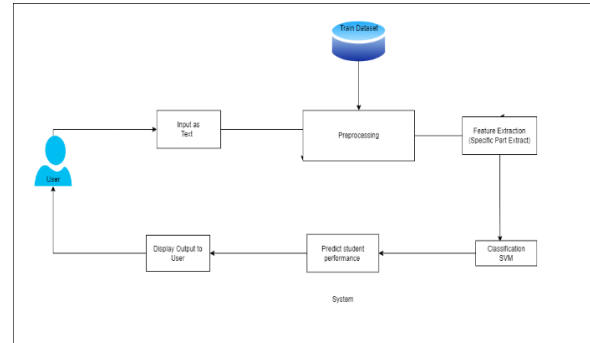 Train Dataset
Input as
Text
Preprocessing
Feature Extraction
(Specific Part Extract)
User
Display Output to
User
Predict student
performance
Classification
SVM
System